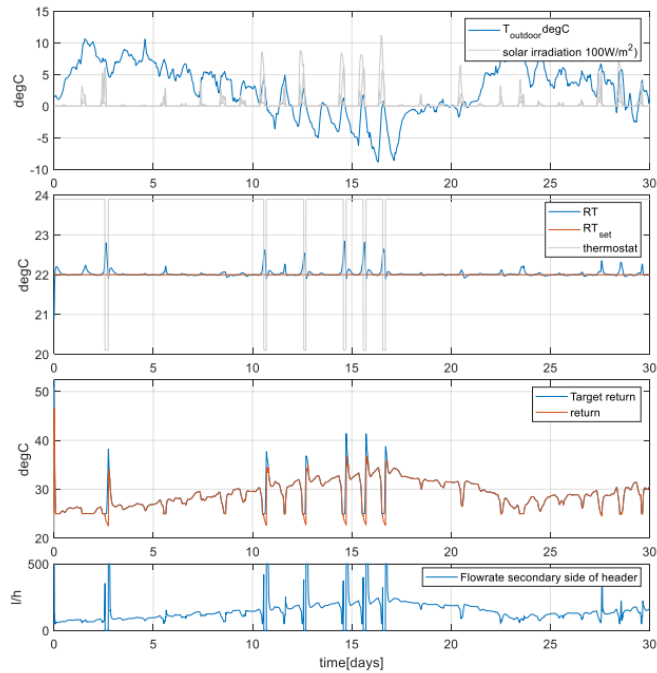 15
10
5
0
-5
-10
degC
T_outdoor degC
solar irradiation 100W/m²)
0 5 10 15 20 25 30
24
23
22
21
20
degC
RT
RT_set
thermostat
0 5 10 15 20 25 30
50
40
30
20
degC
Target return
return
0 5 10 15 20 25 30
500
0
l/h
Flowrate secondary side of header
0 5 10 15 20 25 30
time[days]